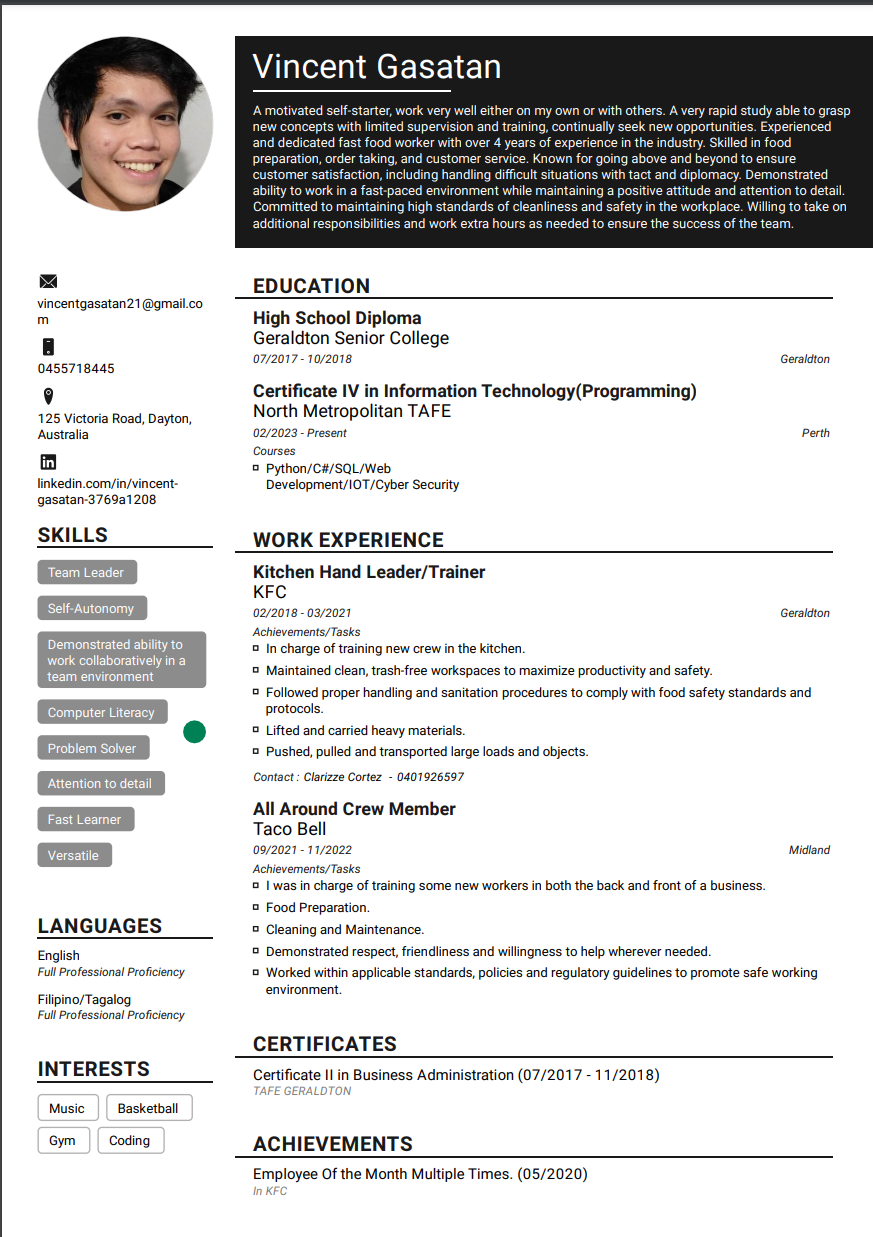 Vincent Gasatan
A motivated self-starter, work very well either on my own or with others. A very rapid study able to grasp
new concepts with limited supervision and training, continually seek new opportunities. Experienced
and dedicated fast food worker with over 4 years of experience in the industry. Skilled in food
preparation, order taking, and customer service. Known for going above and beyond to ensure
customer satisfaction, including handling difficult situations with tact and diplomacy. Demonstrated
ability to work in a fast-paced environment while maintaining a positive attitude and attention to detail.
Committed to maintaining high standards of cleanliness and safety in the workplace. Willing to take on
additional responsibilities and work extra hours as needed to ensure the success of the team.
vincentgasatan21@gmail.co
m
0455718445
125 Victoria Road, Dayton,
Australia
linkedin.com/in/vincent-
gasatan-3769a1208
SKILLS
Team Leader
Self-Autonomy
Demonstrated ability to
work collaboratively in a
team environment
Computer Literacy
Problem Solver
Attention to detail
Fast Learner
Versatile
LANGUAGES
English
Full Professional Proficiency
Filipino/Tagalog
Full Professional Proficiency
INTERESTS
Music Basketball
Gym Coding
EDUCATION
High School Diploma
Geraldton Senior College
07/2017 - 10/2018 Geraldton
Certificate IV in Information Technology(Programming)
North Metropolitan TAFE
02/2023 - Present Perth
Courses
Python/C#/SQL/Web
Development/IOT/Cyber Security
WORK EXPERIENCE
Kitchen Hand Leader/Trainer
KFC
02/2018 - 03/2021 Geraldton
Achievements/Tasks
In charge of training new crew in the kitchen.
Maintained clean, trash-free workspaces to maximize productivity and safety.
Followed proper handling and sanitation procedures to comply with food safety standards and
protocols.
Lifted and carried heavy materials.
Pushed, pulled and transported large loads and objects.
Contact : Clarizze Cortez - 0401926597
All Around Crew Member
Taco Bell
09/2021 - 11/2022 Midland
Achievements/Tasks
I was in charge of training some new workers in both the back and front of a business.
Food Preparation.
Cleaning and Maintenance.
Demonstrated respect, friendliness and willingness to help wherever needed.
Worked within applicable standards, policies and regulatory guidelines to promote safe working
environment.
CERTIFICATES
Certificate II in Business Administration (07/2017 - 11/2018)
TAFE GERALDTON
ACHIEVEMENTS
Employee Of the Month Multiple Times. (05/2020)
In KFC